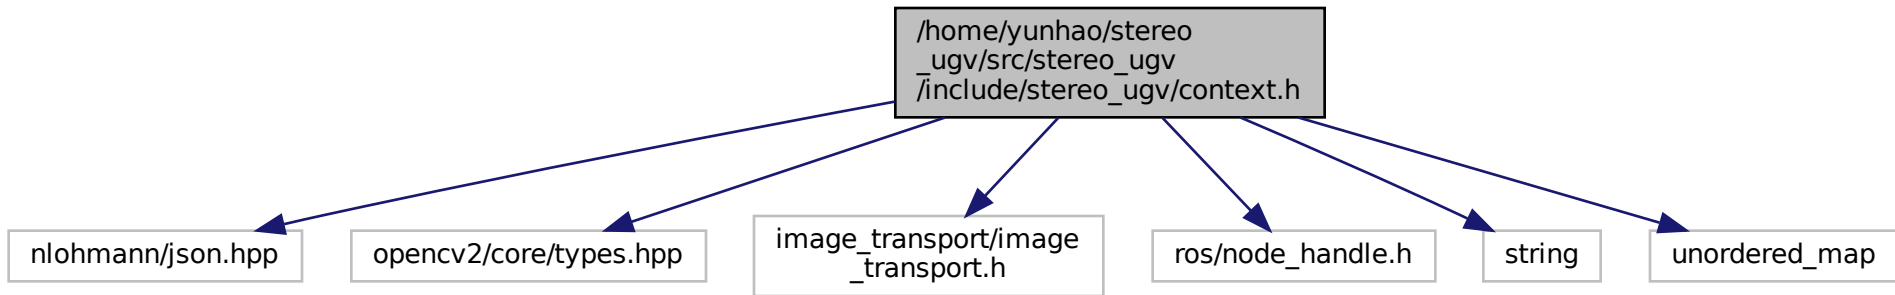 /home/yunhao/stereo
_ugv/src/stereo_ugv
/include/stereo_ugv/context.h
nlohmann/json.hpp
opencv2/core/types.hpp
image_transport/image
_transport.h
ros/node_handle.h
string
unordered_map